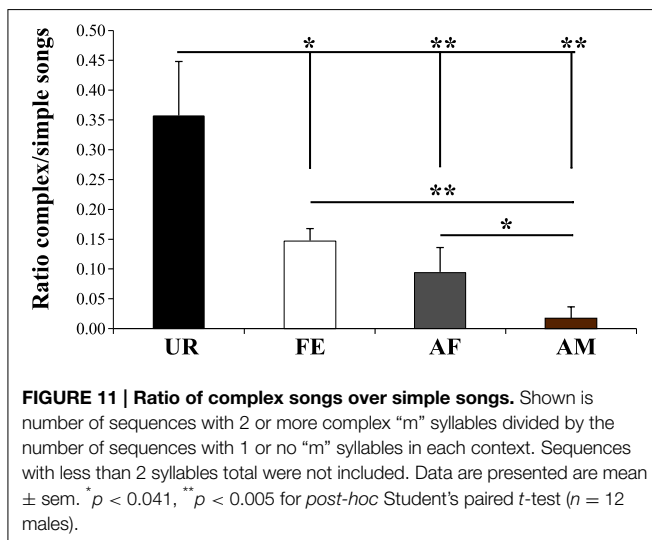 0.50
0.45
0.40
0.35
0.30
0.25
0.20
0.15
0.10
0.05
0.00
Ratio complex/simple songs
* ** **
**
*
UR FE AF AM
FIGURE 11 | Ratio of complex songs over simple songs. Shown is
number of sequences with 2 or more complex “m” syllables divided by the
number of sequences with 1 or no “m” syllables in each context. Sequences
with less than 2 syllables total were not included. Data are presented are mean
± sem. *p < 0.041, **p < 0.005 for post-hoc Student’s paired t-test (n = 12
males).